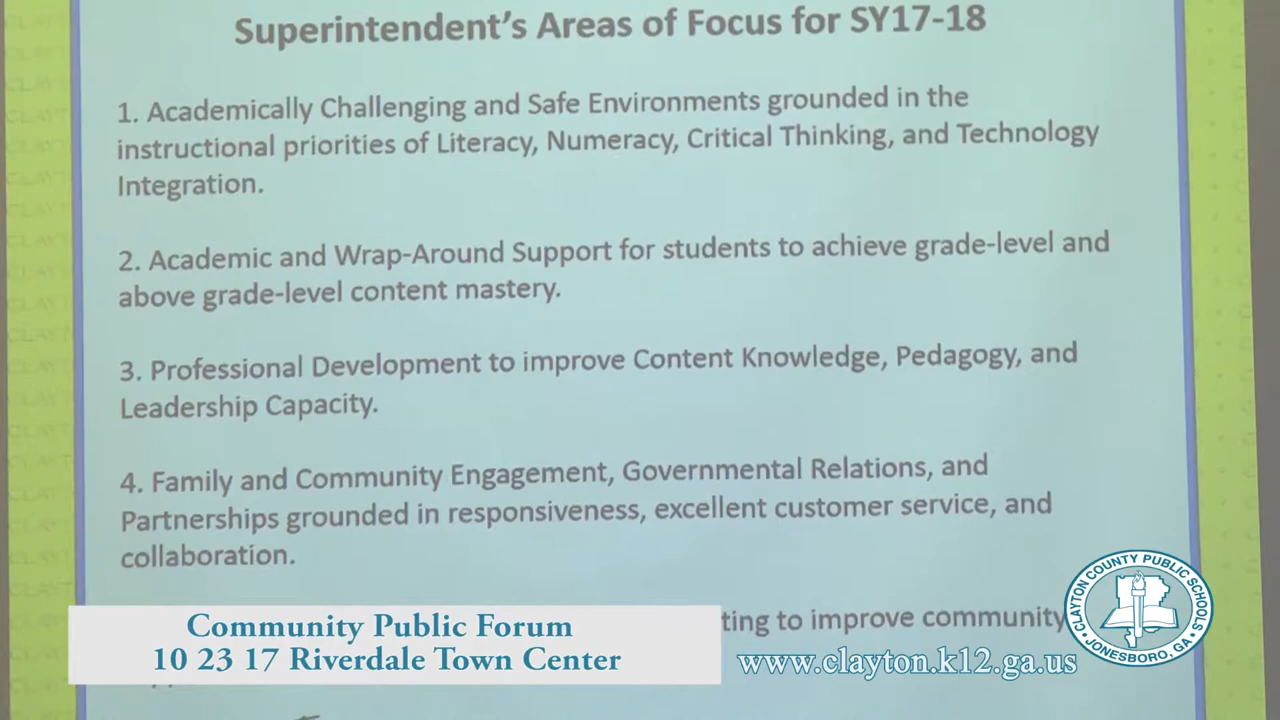 Superintendent's Areas of Focus for SY17-18
1. Academically Challenging and Safe Environments grounded in the
instructional priorities of Literacy, Numeracy, Critical Thinking, and Technology
Integration.
2. Academic and Wrap-Around Support for students to achieve grade-level and
above grade-level content mastery.
3. Professional Development to improve Content Knowledge, Pedagogy, and
Leadership Capacity.
4. Family and Community Engagement, Governmental Relations, and
Partnerships grounded in responsiveness, excellent customer service, and
collaboration.
to improve community
Community Public Forum
10 23 17 Riverdale Town Center
www.clayton.k12.ga.us
CLAYTON COUNTY PUBLIC SCHOOLS
JONESBORO, GA